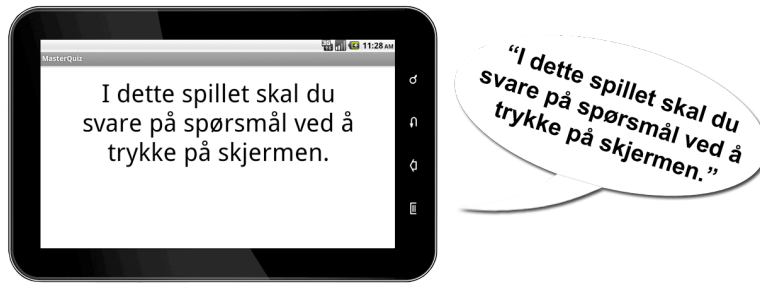 11:28 AM
MasterQuiz
I dette spillet skal du
svare på spørsmål ved å
trykke på skjermen.
“I dette spillet skal du
svare på spørsmål ved å
trykke på skjermen.”